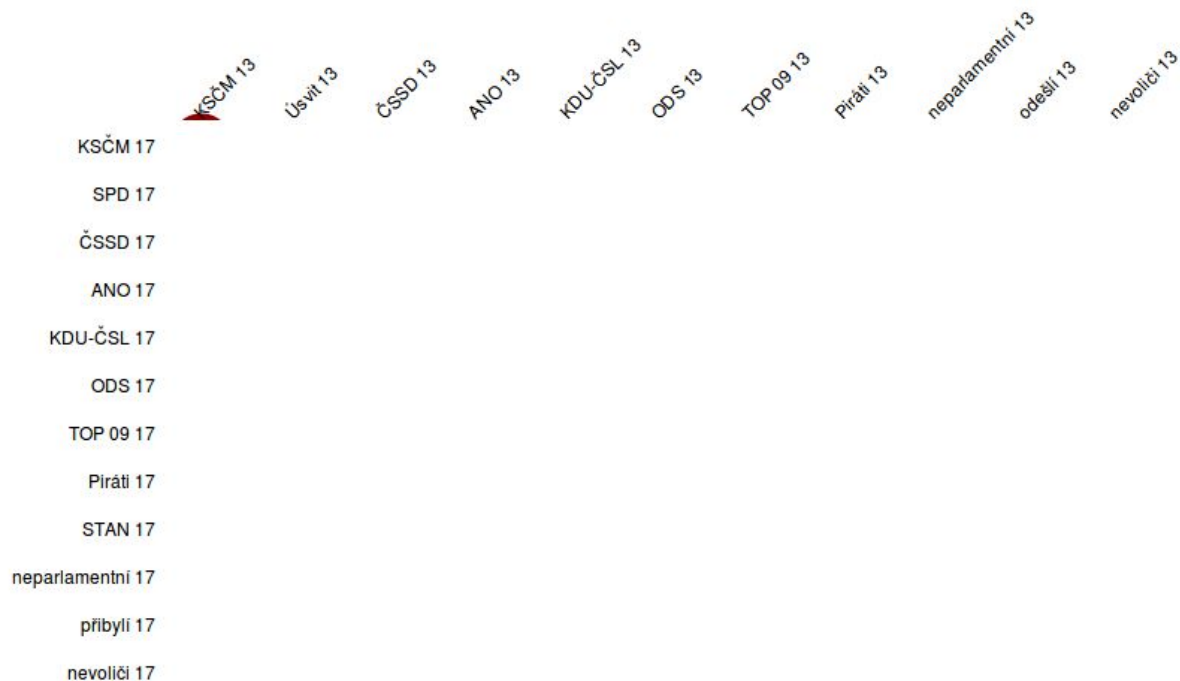 KSČM 13
Úsvit 13
ČSSD 13
ANO 13
KDU-ČSL 13
ODS 13
TOP 09 13
Piráti 13
neparlamentní 13
odešlí 13
nevoliči 13
KSČM 17
SPD 17
ČSSD 17
ANO 17
KDU-ČSL 17
ODS 17
TOP 09 17
Piráti 17
STAN 17
neparlamentní 17
přibylí 17
nevoliči 17